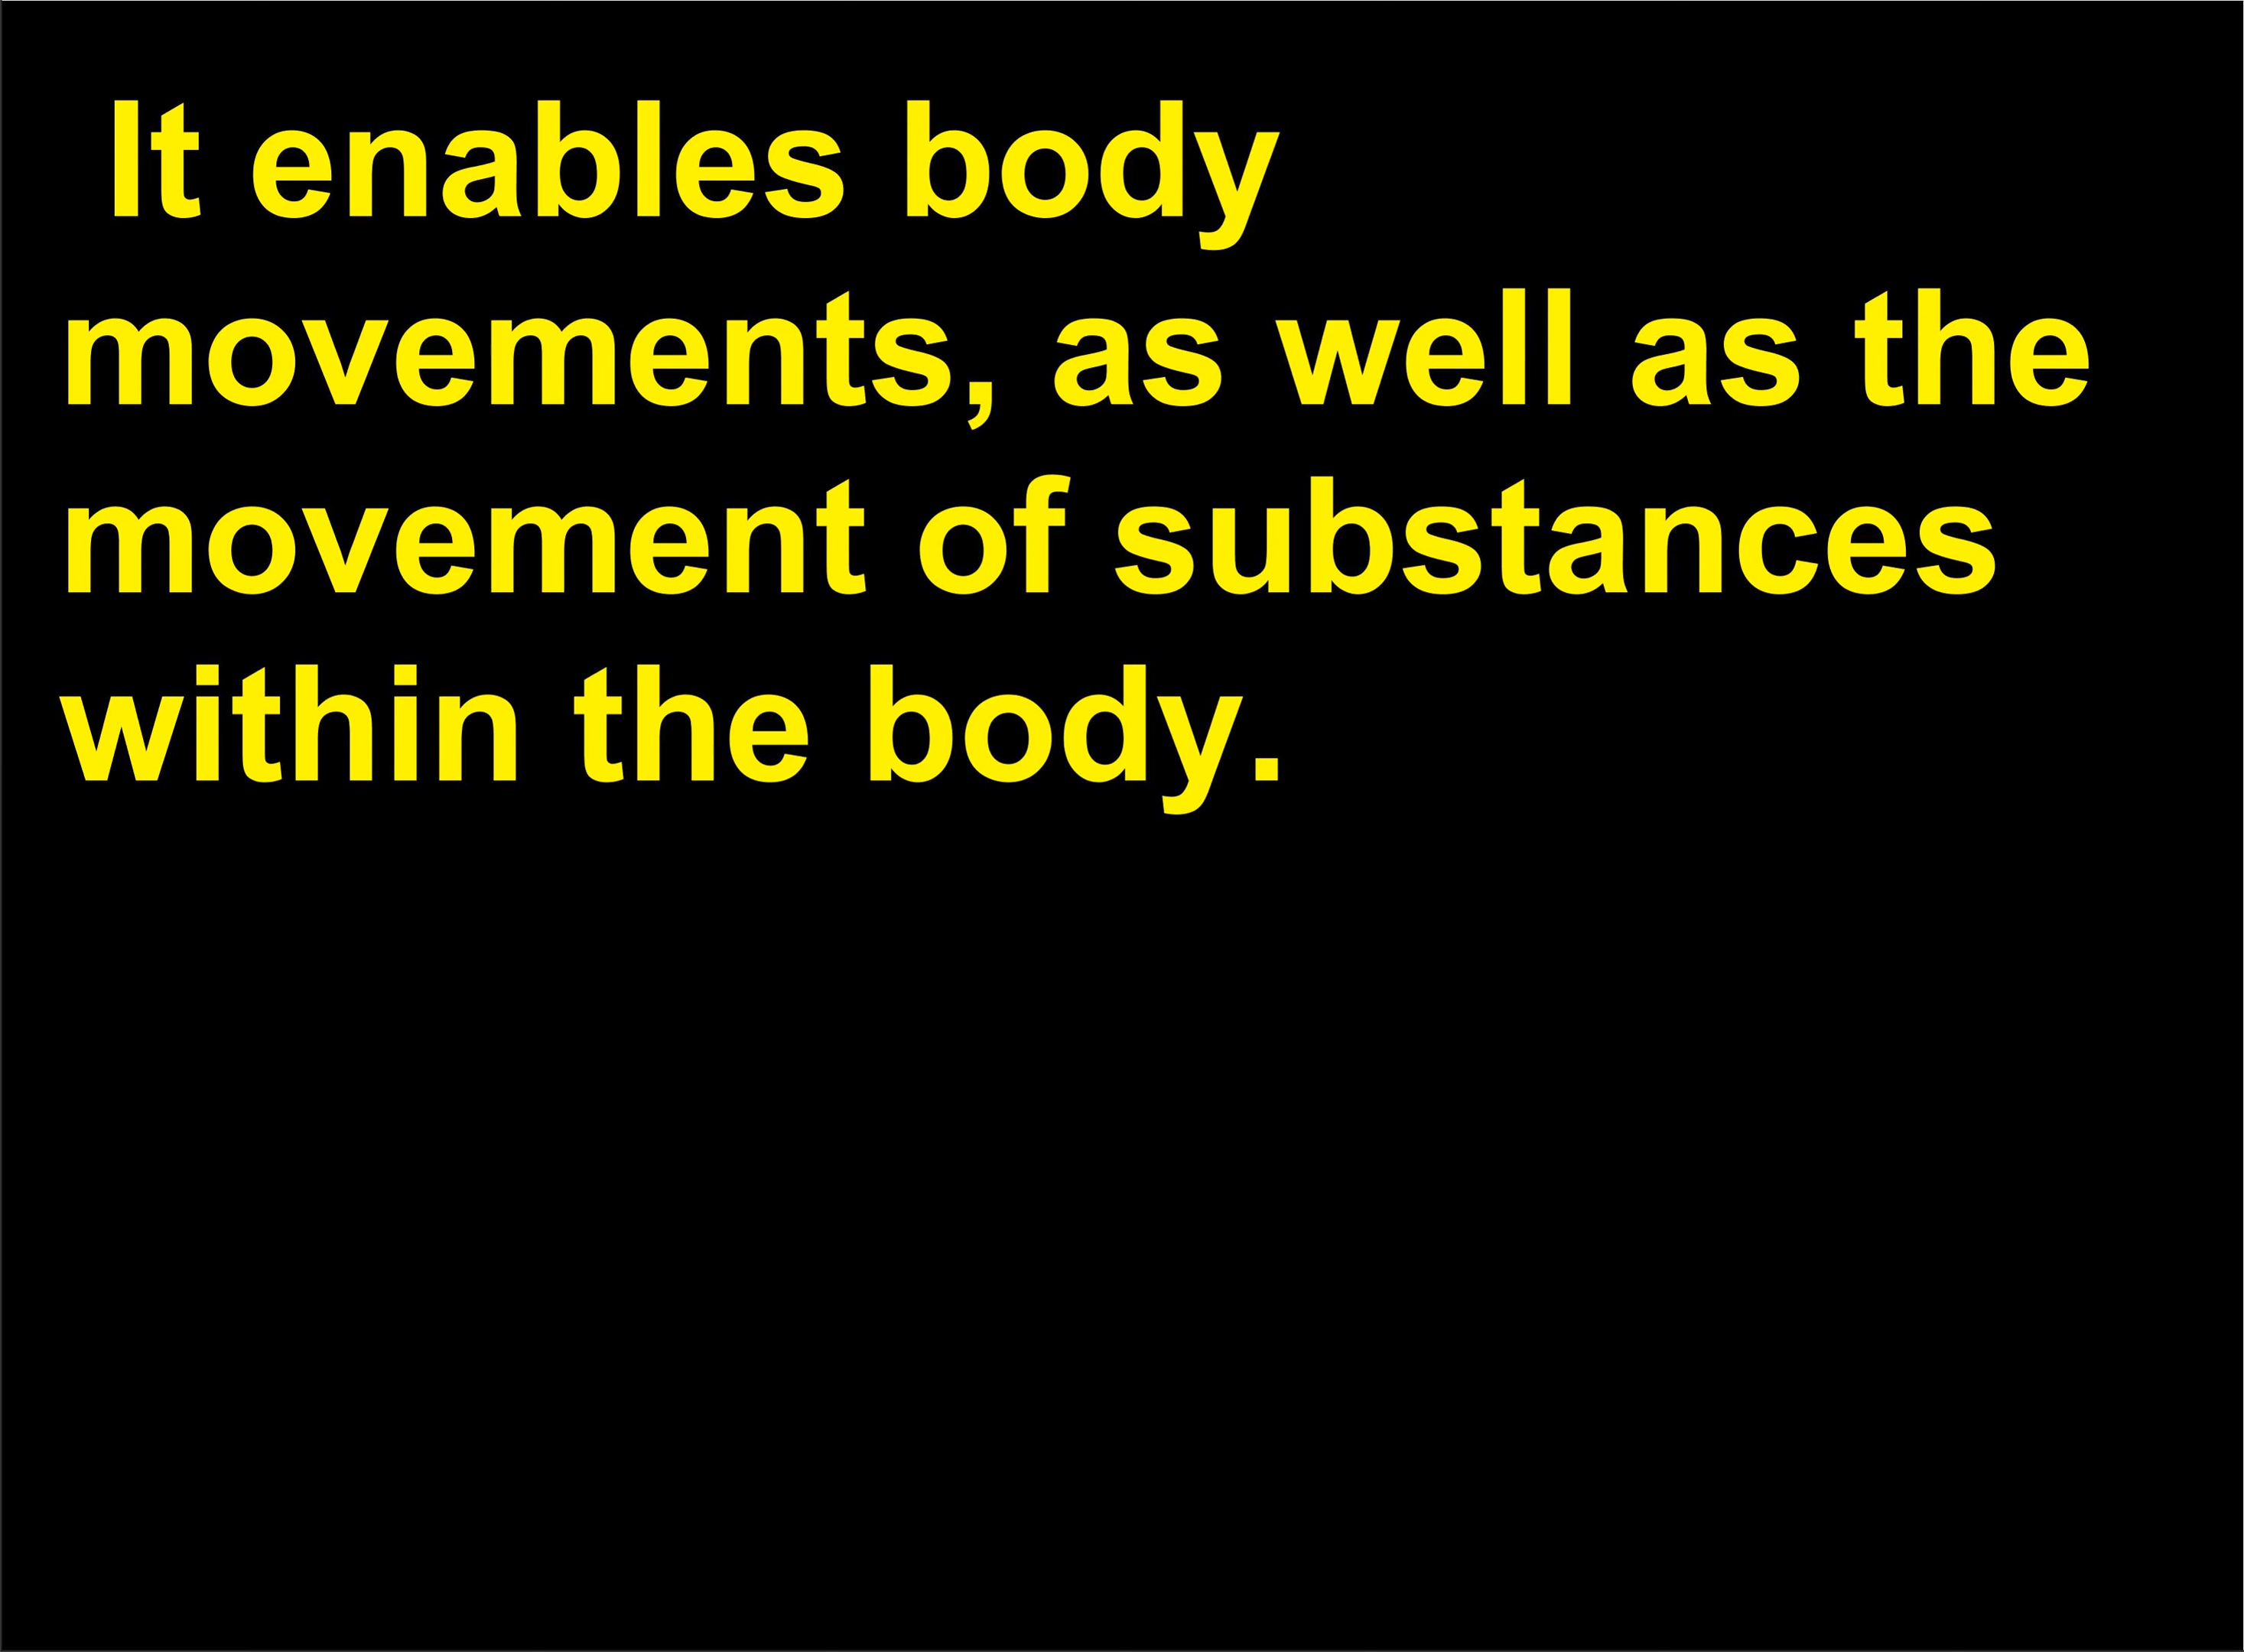 It enables body
movements, as well as the
movement of substances
within the body.